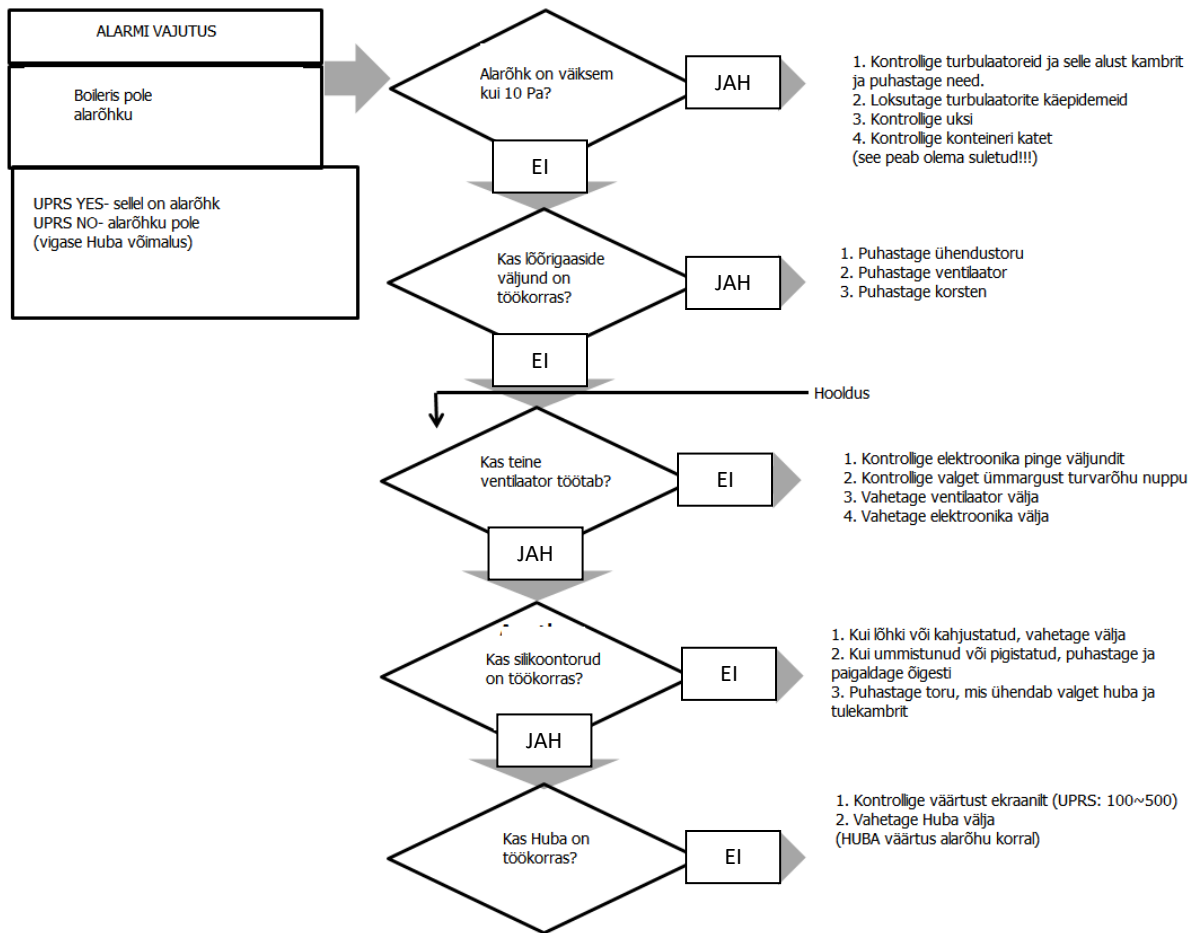 ALARMI VAJUTUS
Boileris pole
alarõhku
UPRS YES- sellel on alarõhk
UPRS NO- alarõhku pole
(vigase Huba võimalus)
Alarõhk on väiksem
kui 10 Pa?
JAH
1. Kontrollige turbulaatoreid ja selle alust kambrit
ja puhastage need.
2. Loksutage turbulaatorite käepidemeid
3. Kontrollige uksi
4. Kontrollige konteineri katet
(see peab olema suletud!!!)
EI
Kas lõõrigaaside
väljund on
töökorras?
JAH
1. Puhastage ühendustoru
2. Puhastage ventilaator
3. Puhastage korsten
EI
Hooldus
Kas teine
ventilaator töötab?
EI
1. Kontrollige elektroonika pinge väljundit
2. Kontrollige valget ümmargust turvarõhu nuppu
3. Vahetage ventilaator välja
4. Vahetage elektroonika välja
JAH
Kas silikoontorud
on töökorras?
EI
1. Kui lõhki või kahjustatud, vahetage välja
2. Kui ummistunud või pigistatud, puhastage ja
paigaldage õigesti
3. Puhastage toru, mis ühendab valget huba ja
tulekambrit
JAH
Kas Huba on
töökorras?
EI
1. Kontrollige väärtust ekraanilt (UPRS: 100~500)
2. Vahetage Huba välja
(HUBA väärtus alarõhu korral)